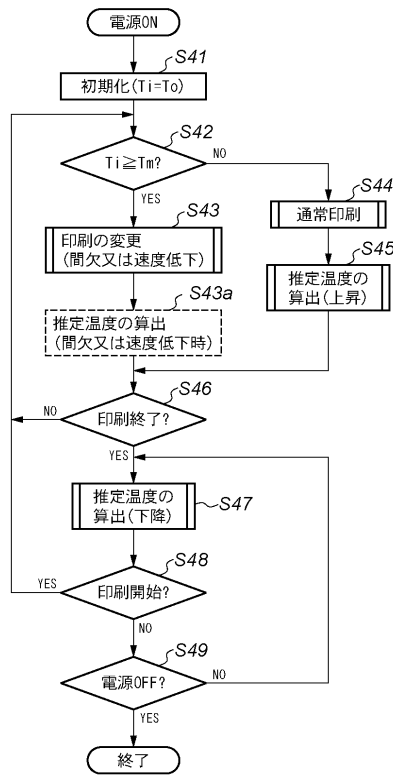 電源ON
S41
初期化(Ti=To)
S42
Ti≧Tm?
NO
YES
S43
S44
印刷の変更
(間欠又は速度低下)
通常印刷
S45
S43a
推定温度の
算出(上昇)
推定温度の算出
(間欠又は速度低下時)
S46
印刷終了?
NO
YES
推定温度の
算出(下降)
S47
S48
印刷開始?
YES
NO
S49
電源OFF?
NO
YES
終了